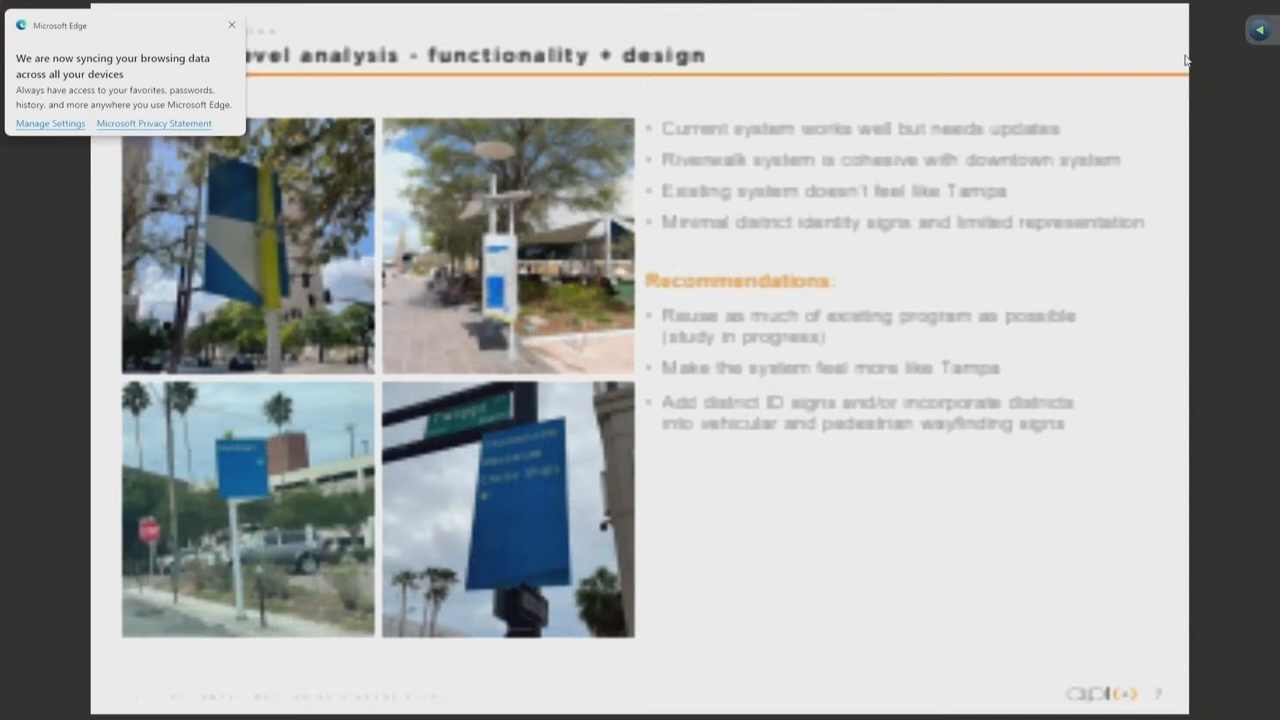 Microsoft Edge
We are now syncing your browsing data
across all your devices
Always have access to your favorites, passwords,
history, and more anywhere you use Microsoft Edge.
Manage Settings Microsoft Privacy Statement
analysis - functionality + design
• Current system works well but needs updates
• Riverwalk system is cohesive with downtown system
• Existing system doesn't feel like Tampa
• Minimal district identity signs and limited representation
Recommendations:
• Reuse as much of existing program as possible
(study in progress)
• Make the system feel more like Tampa
• Add district ID signs and/or incorporate districts
into vehicular and pedestrian wayfinding signs
7